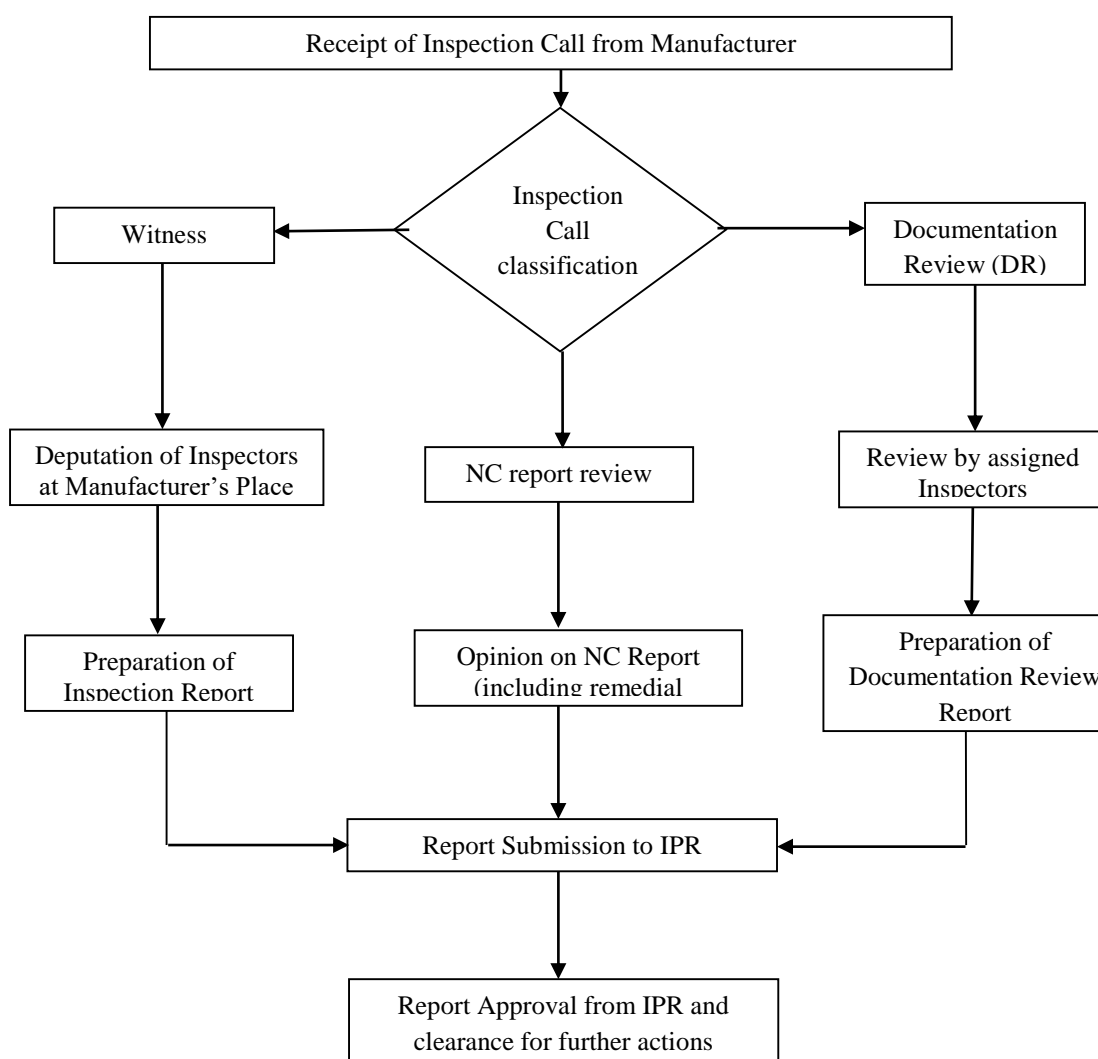 Receipt of Inspection Call from Manufacturer
Inspection
Call
classification
Witness
Documentation
Review (DR)
Deputation of Inspectors
at Manufacturer's Place
NC report review
Review by assigned
Inspectors
Preparation of
Inspection Report
Opinion on NC Report
(including remedial
Preparation of
Documentation Review
Report
Report Submission to IPR
Report Approval from IPR and
clearance for further actions